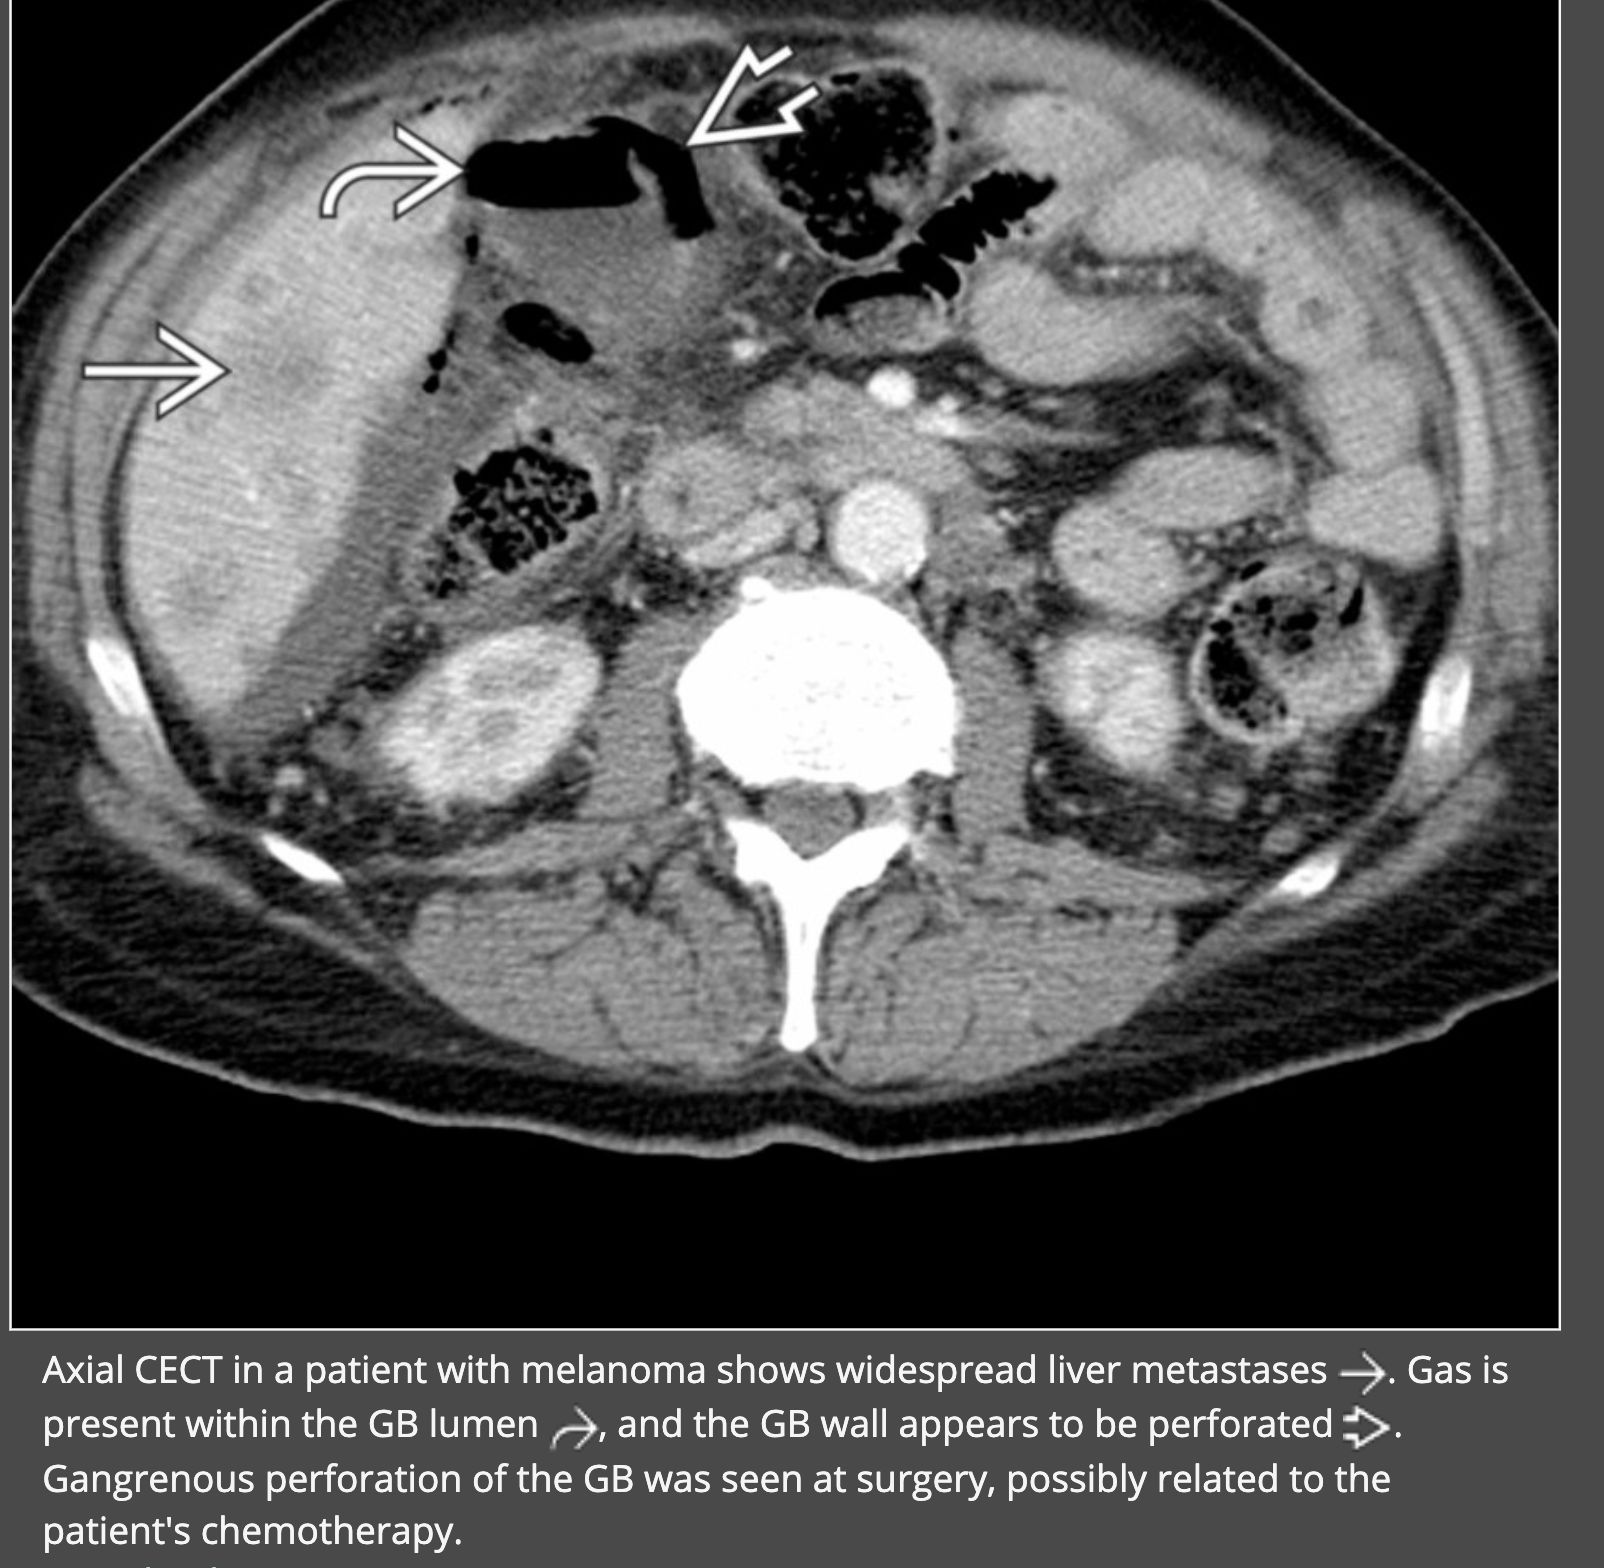 Axial CECT in a patient with melanoma shows widespread liver metastases →. Gas is
present within the GB lumen ↷, and the GB wall appears to be perforated ⇨.
Gangrenous perforation of the GB was seen at surgery, possibly related to the
patient's chemotherapy.